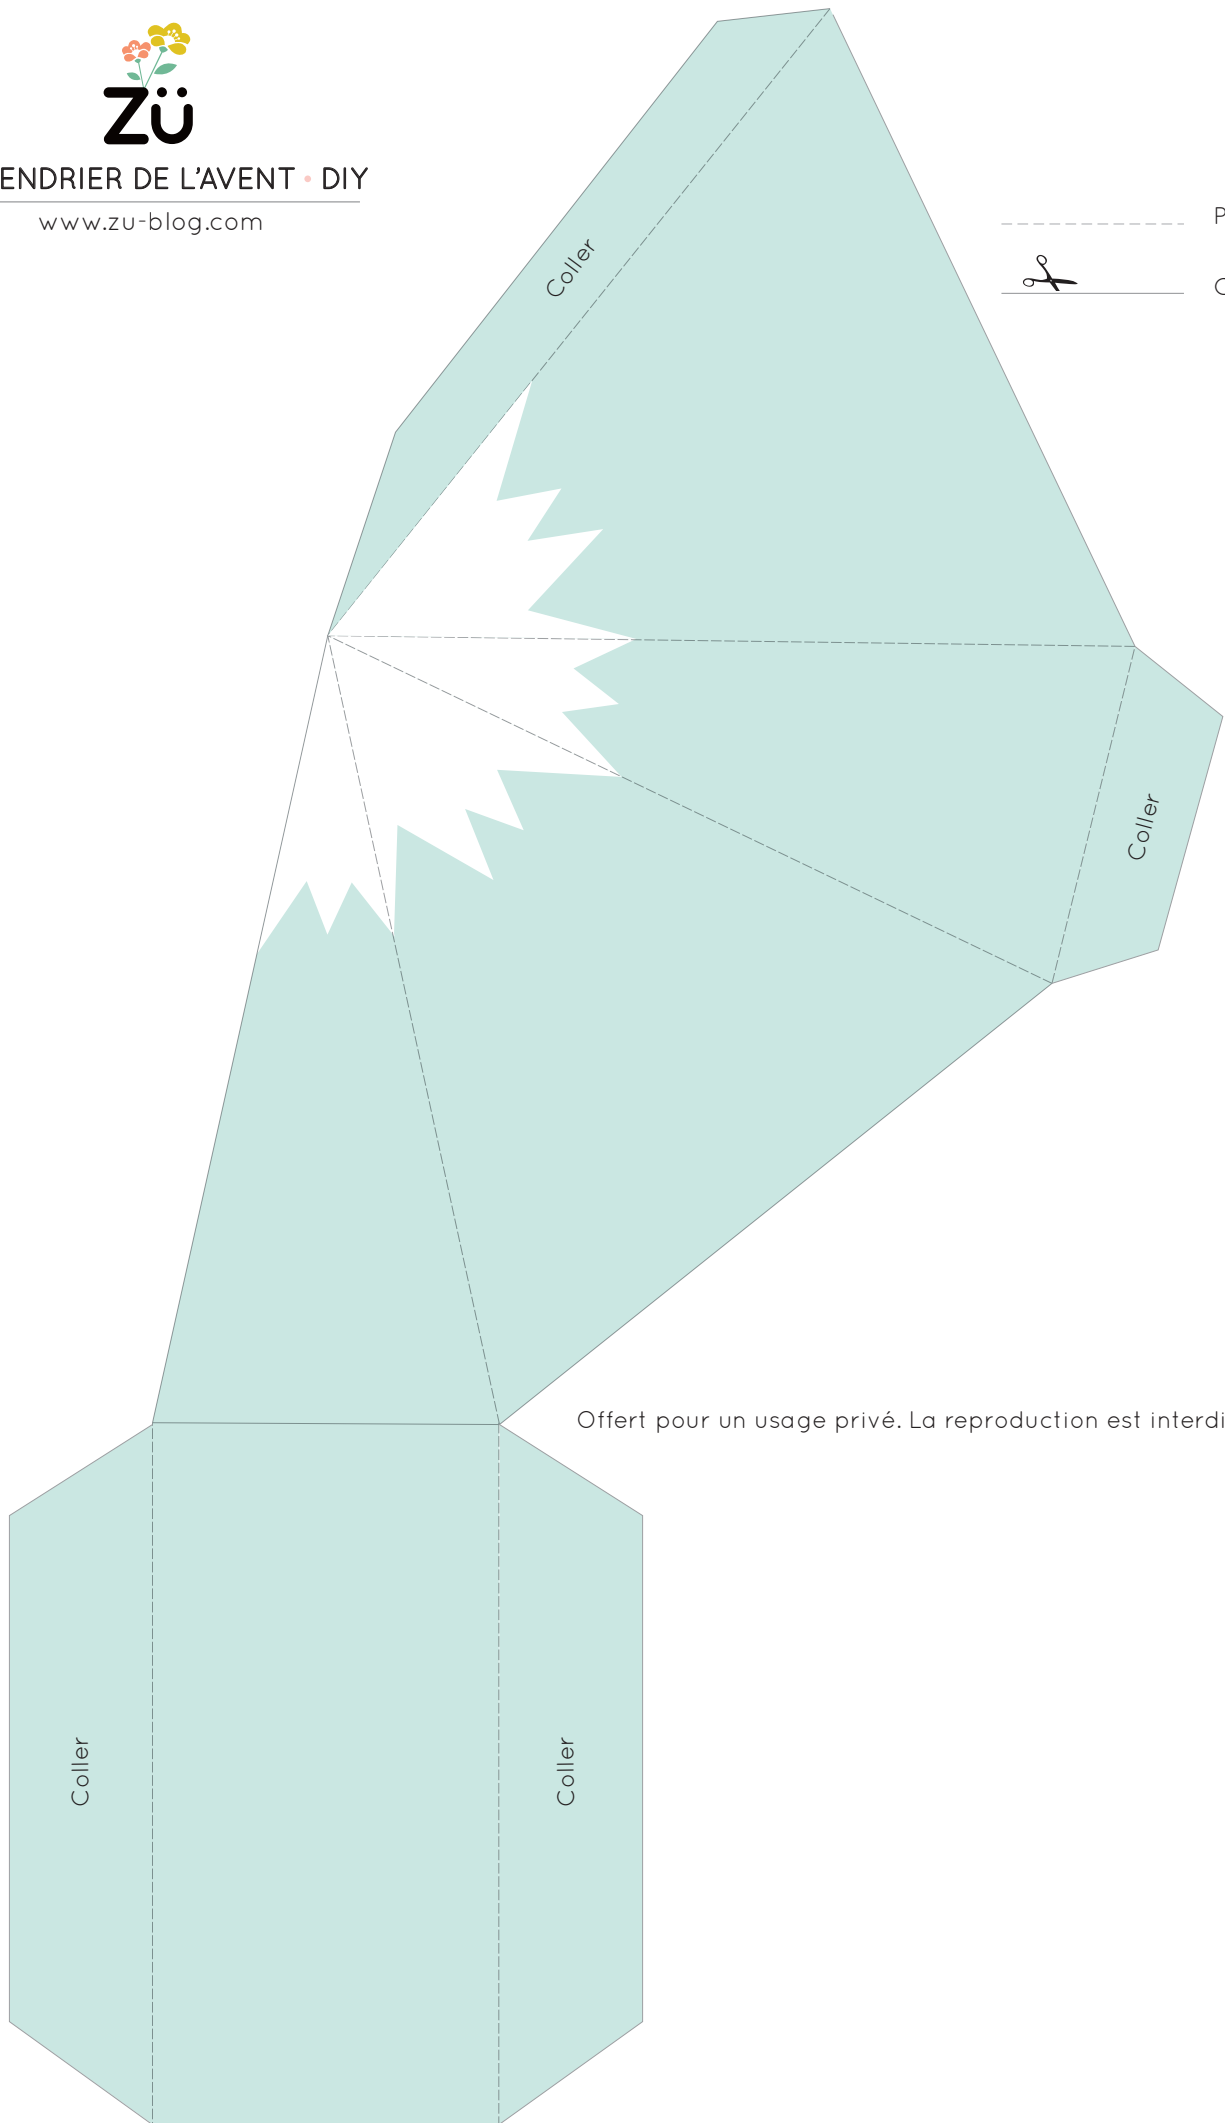 Zü
ENDRIER DE L'AVENT • DIY
www.zu-blog.com
P
Coller
Coller
Offert pour un usage privé. La reproduction est interdi
Coller
Coller